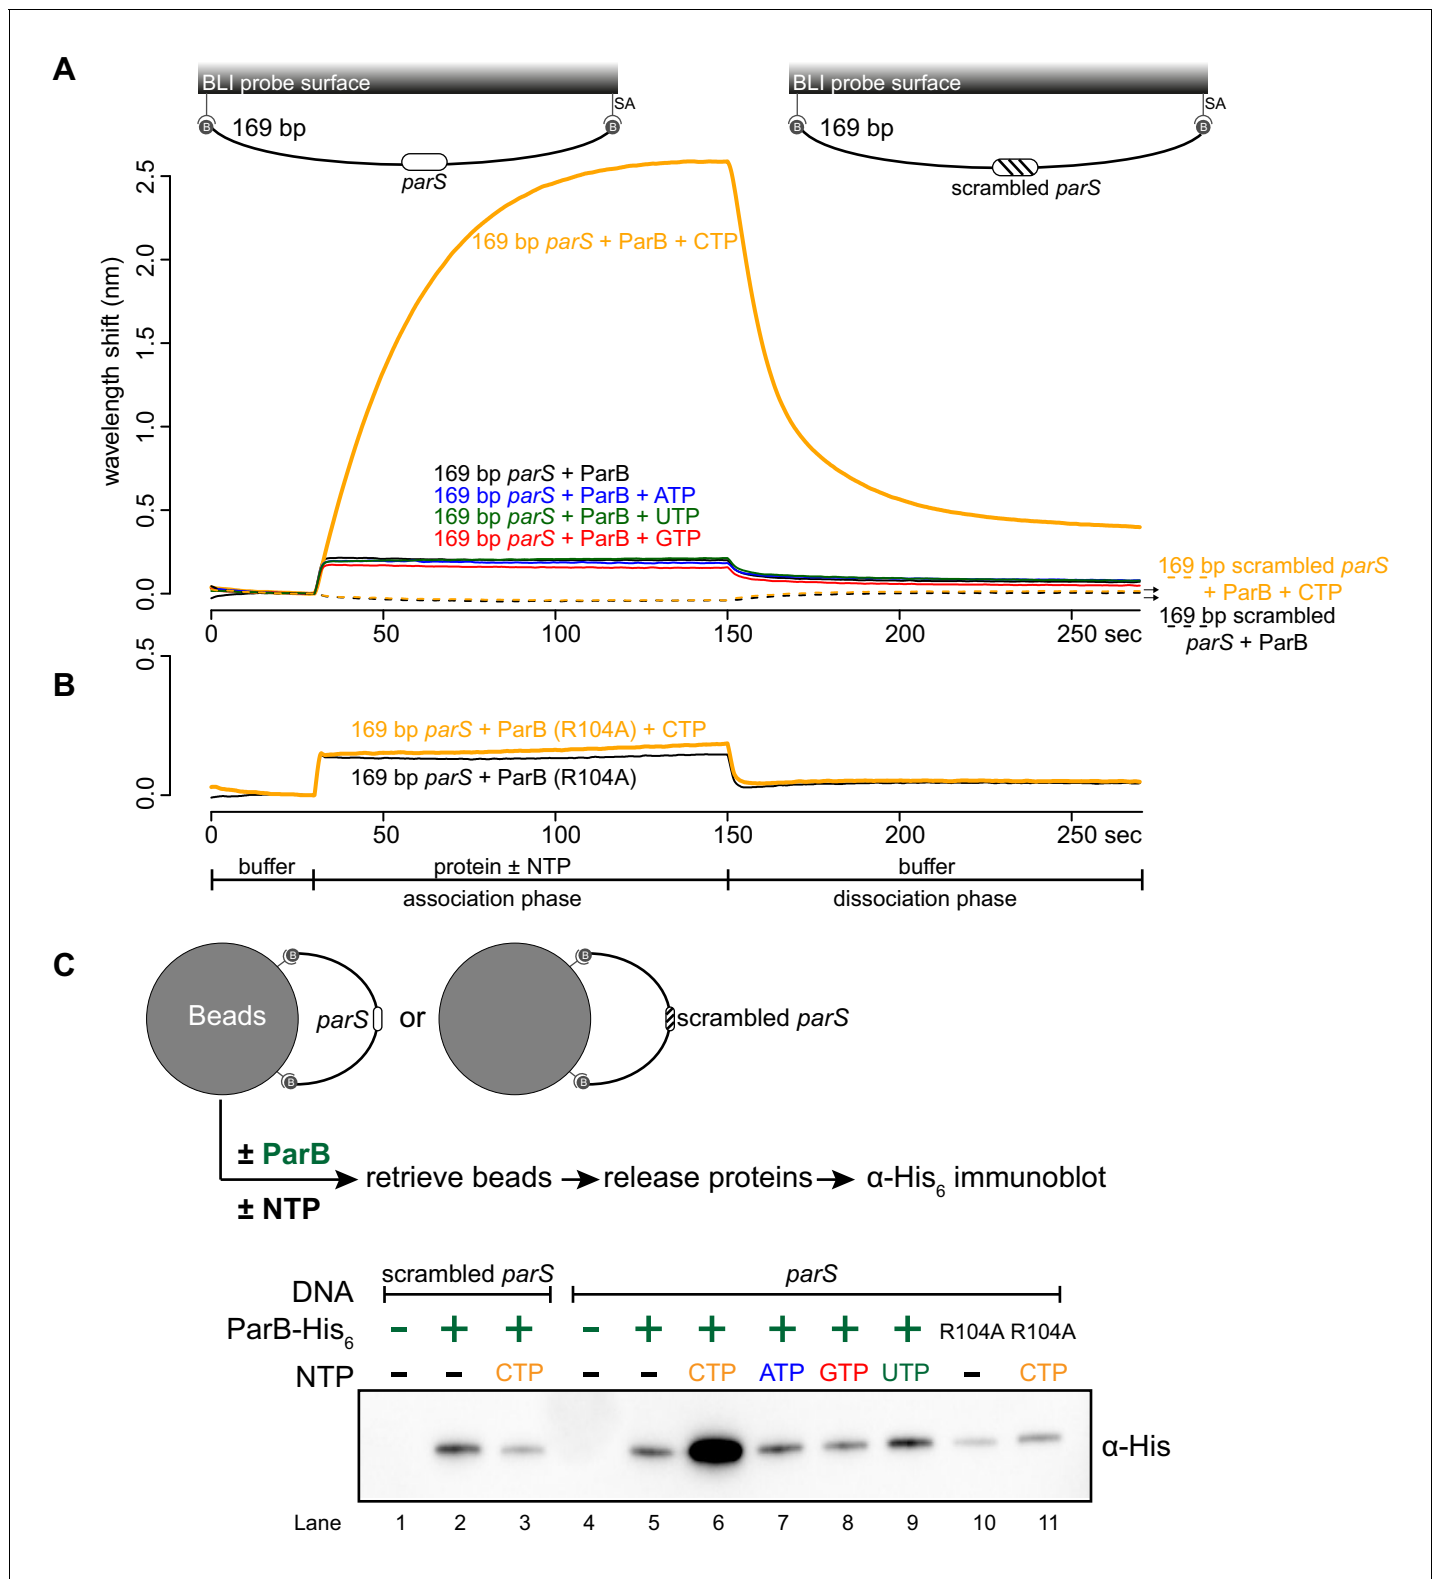 A
BLI probe surface
BLI probe surface
SA
SA
B
B
B
B
169 bp
169 bp
parS
scrambled parS
wavelength shift (nm)
2.5
2.0
1.5
1.0
0.5
0.0
169 bp parS + ParB + CTP
169 bp parS + ParB
169 bp parS + ParB + ATP
169 bp parS + ParB + UTP
169 bp parS + ParB + GTP
169 bp scrambled parS
+ ParB + CTP
169 bp scrambled
parS + ParB
0 50 100 150 200 250 sec
B
0.5
0.0
169 bp parS + ParB (R104A) + CTP
169 bp parS + ParB (R104A)
0 50 100 150 200 250 sec
buffer protein ± NTP buffer
association phase dissociation phase
C
B
B
B
B
Beads
parS
or
scrambled parS
± ParB
± NTP
retrieve beads
release proteins
α-His6 immunoblot
DNA scrambled parS parS
ParB-His6 - + + - + + + + + R104A R104A
NTP - - CTP - - CTP ATP GTP UTP - CTP
α-His
Lane 1 2 3 4 5 6 7 8 9 10 11